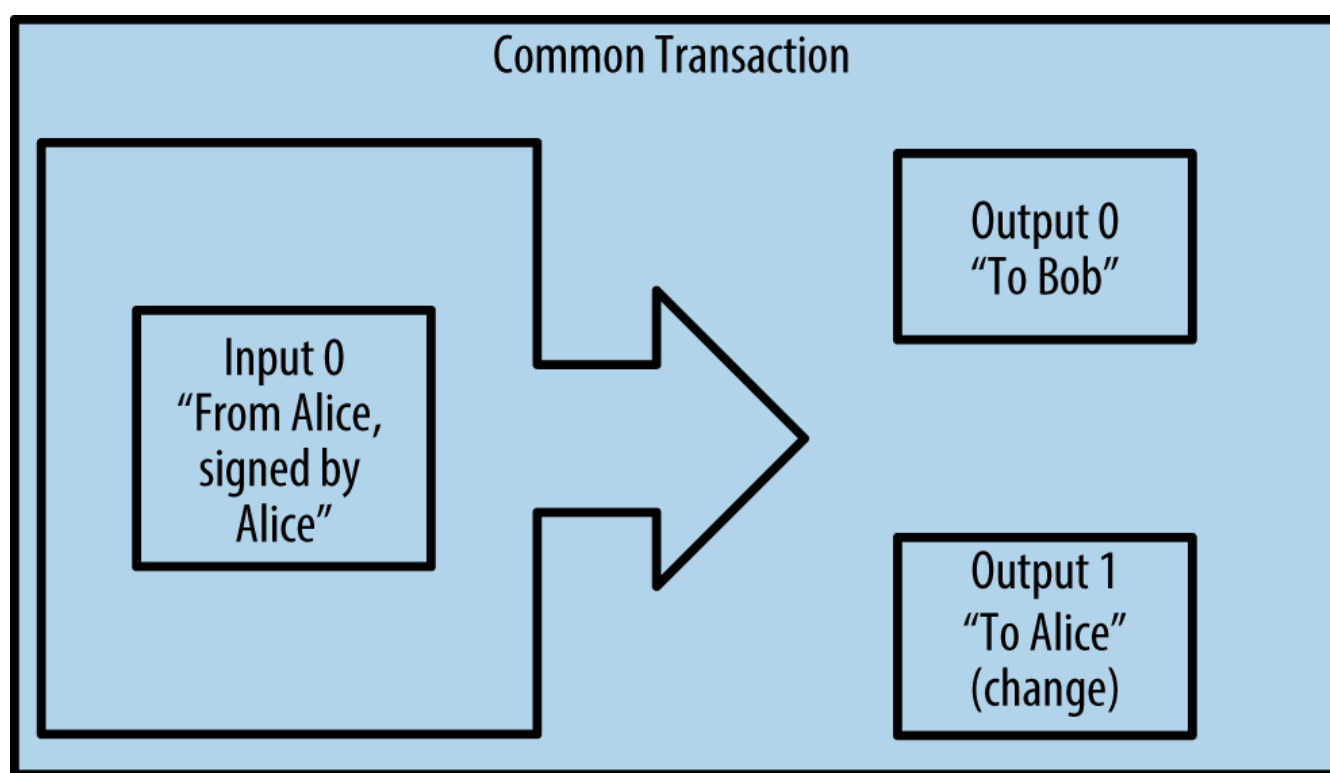 Common Transaction
Input 0
“From Alice,
signed by
Alice”
Output 0
“To Bob”
Output 1
“To Alice”
(change)